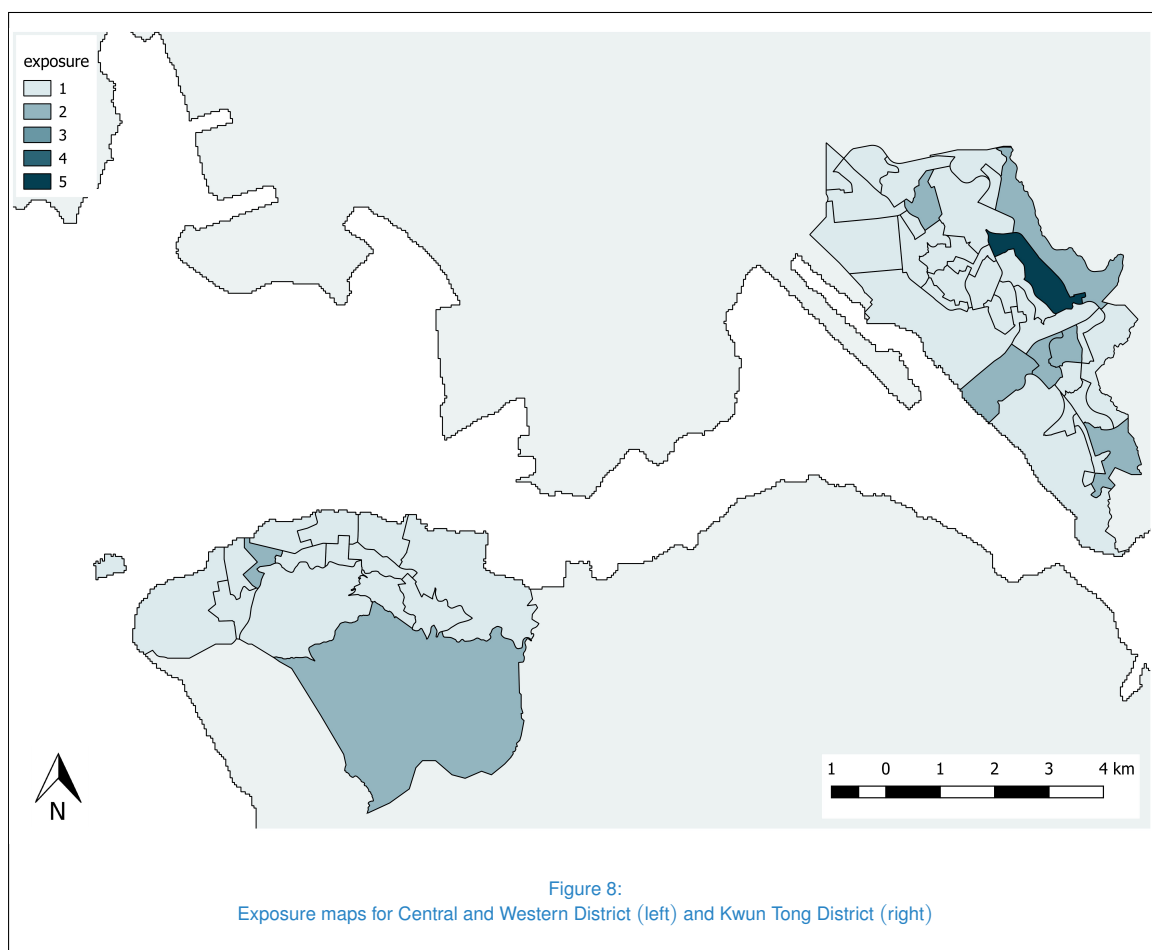 exposure
1
2
3
4
5
N
1 0 1 2 3 4 km
Figure 8:
Exposure maps for Central and Western District (left) and Kwun Tong District (right)